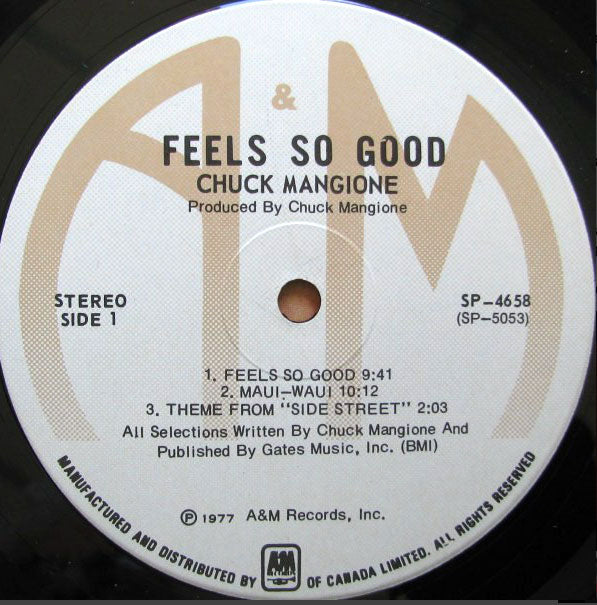 &
FEELS SO GOOD
CHUCK MANGIONE
Produced By Chuck Mangione
STEREO
SIDE 1
SP-4658
(SP-5053)
1. FEELS SO GOOD 9:41
2. MAUI-WAUI 10:12
3. THEME FROM "SIDE STREET" 2:03
All Selections Written By Chuck Mangione And
Published By Gates Music, Inc. (BMI)
℗ 1977 A&M Records, Inc.
MANUFACTURED AND DISTRIBUTED BY A&M RECORDS OF CANADA LIMITED. ALL RIGHTS RESERVED